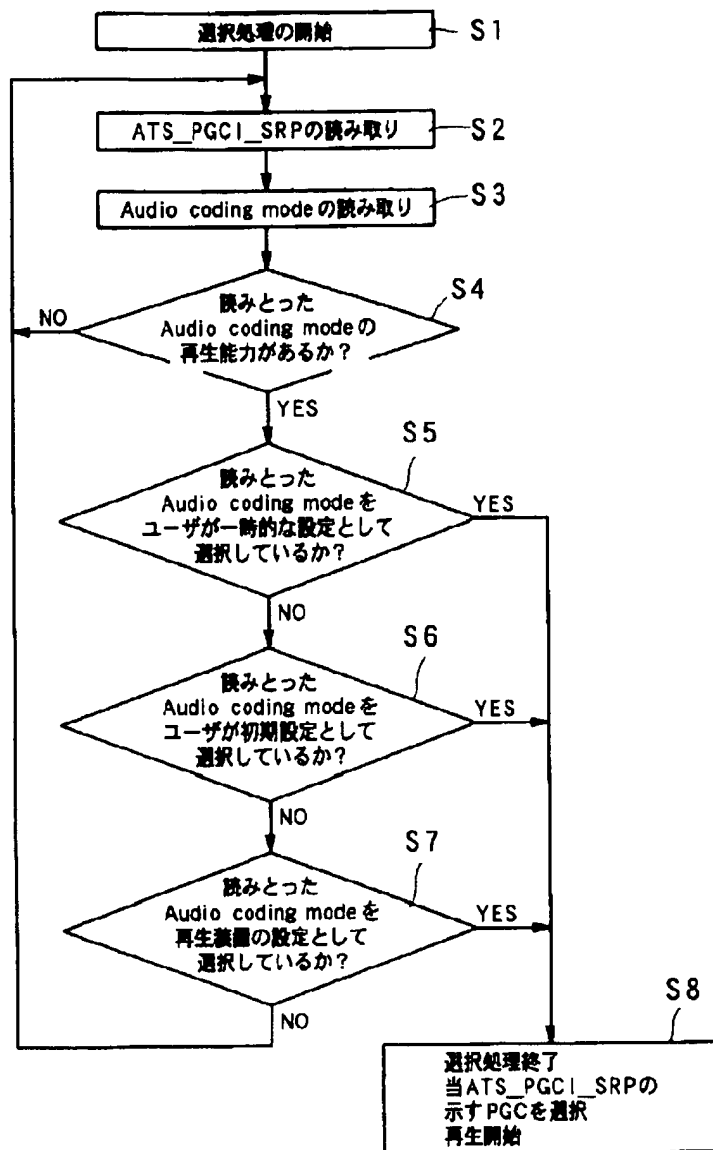 選択処理の開始
S1
ATS_PGCI_SRPの読み取り
S2
Audio coding modeの読み取り
S3
読みとった
Audio coding modeの
再生能力があるか?
S4
NO
YES
読みとった
Audio coding modeを
ユーザが一時的な設定として
選択しているか?
S5
YES
NO
読みとった
Audio coding modeを
ユーザが初期設定として
選択しているか?
S6
YES
NO
読みとった
Audio coding modeを
再生装置の設定として
選択しているか?
S7
YES
NO
S8
選択処理終了
当ATS_PGCI_SRPの
示すPGCを選択
再生開始